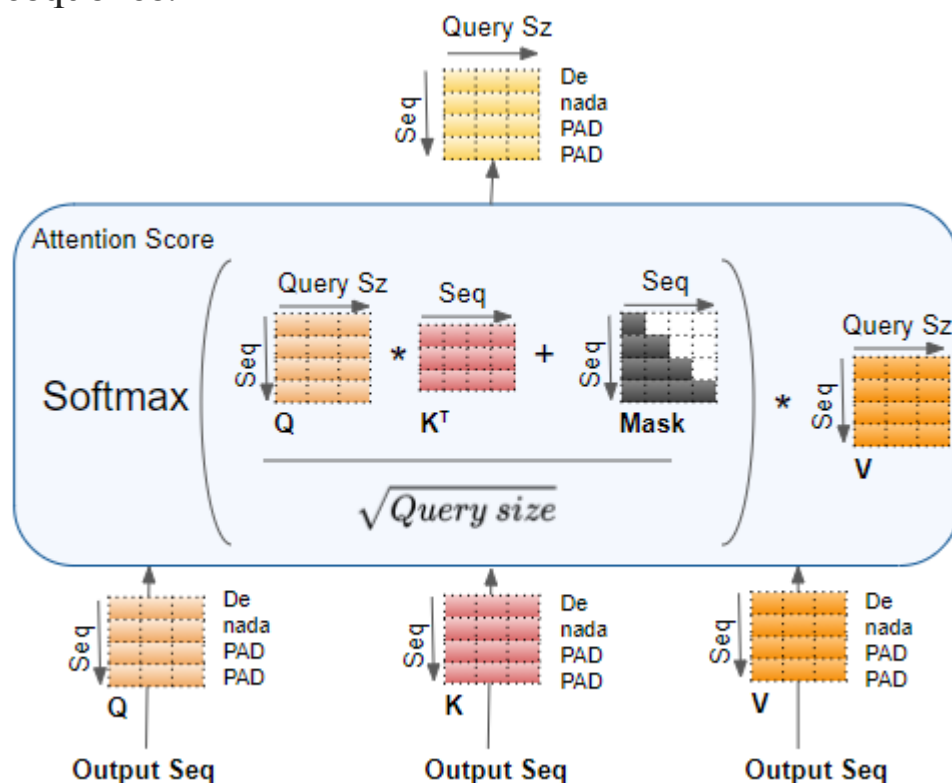 Query Sz
Seq
De
nada
PAD
PAD
Attention Score
Softmax
Query Sz
Seq
Q
*
Seq
Kᵀ
+
Seq
Seq
Mask
√Query size
*
Query Sz
Seq
V
Seq
De
nada
PAD
PAD
Q
Output Seq
Seq
De
nada
PAD
PAD
K
Output Seq
Seq
De
nada
PAD
PAD
V
Output Seq